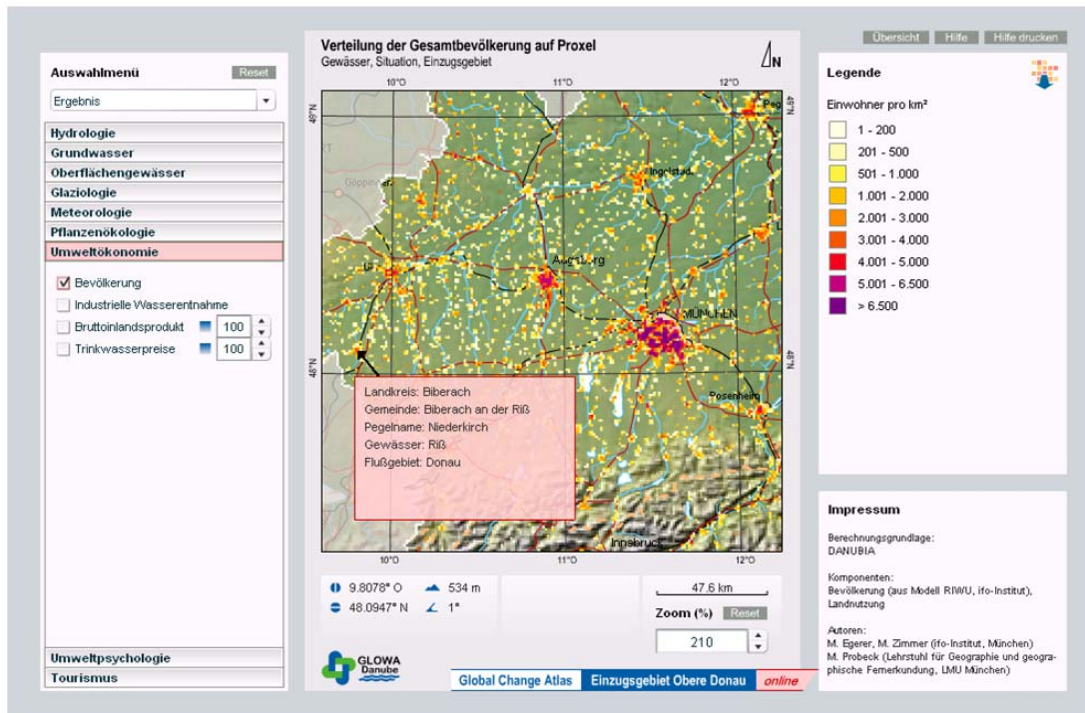 Übersicht
Hilfe
Hilfe drucken
Auswahlmenü
Reset
Ergebnis
Hydrologie
Grundwasser
Oberflächengewässer
Glaziologie
Meteorologie
Pflanzenökologie
Umweltökonomie
Bevölkerung
Industrielle Wasserentnahme
Bruttoinlandsprodukt 100
Trinkwasserpreise 100
Umweltpsychologie
Tourismus
Verteilung der Gesamtbevölkerung auf Proxel
Gewässer, Situation, Einzugsgebiet
N
10°O 11°O 12°O
49°N 49°N
Göppingen
Ingolstad.
Augsburg
MÜNCHEN
48°N 48°N
Rosenheim
Innsbruck
Landkreis: Biberach
Gemeinde: Biberach an der Riß
Pegelname: Niederkirch
Gewässer: Riß
Flußgebiet: Donau
10°O 11°O 12°O
9.8078° O 534 m
48.0947° N 1°
47.6 km
Zoom (%) Reset
210
GLOWA
Danube
Global Change Atlas Einzugsgebiet Obere Donau online
Legende
Einwohner pro km²
1 - 200
201 - 500
501 - 1.000
1.001 - 2.000
2.001 - 3.000
3.001 - 4.000
4.001 - 5.000
5.001 - 6.500
> 6.500
Impressum
Berechnungsgrundlage:
DANUBIA
Komponenten:
Bevölkerung (aus Modell RIWU, ifo-Institut),
Landnutzung
Autoren:
M. Egerer, M. Zimmer (ifo-Institut, München)
M. Probeck (Lehrstuhl für Geographie und geogra-
phische Fernerkundung, LMU München)